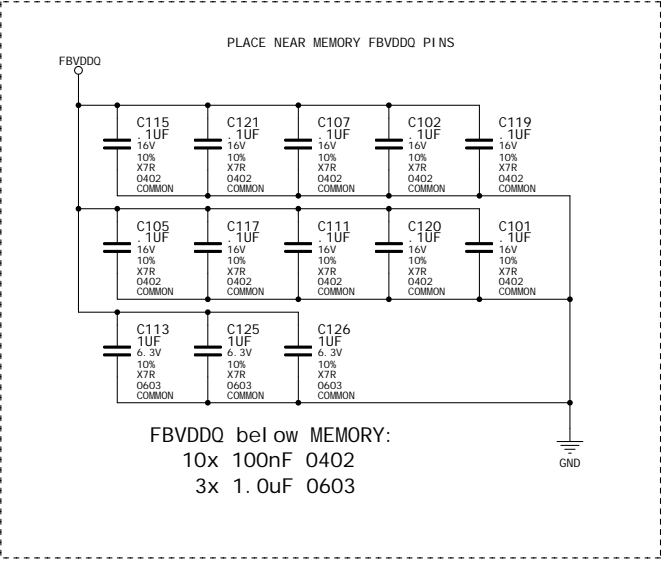 PLACE NEAR MEMORY FBVDDQ PINS
FBVDDQ
C115 C121 C107 C102 C119
.1UF .1UF .1UF .1UF .1UF
16V 16V 16V 16V 16V
10% 10% 10% 10% 10%
X7R X7R X7R X7R X7R
0402 0402 0402 0402 0402
COMMON COMMON COMMON COMMON COMMON
C105 C117 C111 C120 C101
.1UF .1UF .1UF .1UF .1UF
16V 16V 16V 16V 16V
10% 10% 10% 10% 10%
X7R X7R X7R X7R X7R
0402 0402 0402 0402 0402
COMMON COMMON COMMON COMMON COMMON
C113 C125 C126
1UF 1UF 1UF
6.3V 6.3V 6.3V
10% 10% 10%
X7R X7R X7R
0603 0603 0603
COMMON COMMON COMMON
FBVDDQ below MEMORY:
10x 100nF 0402
3x 1.0uF 0603
GND